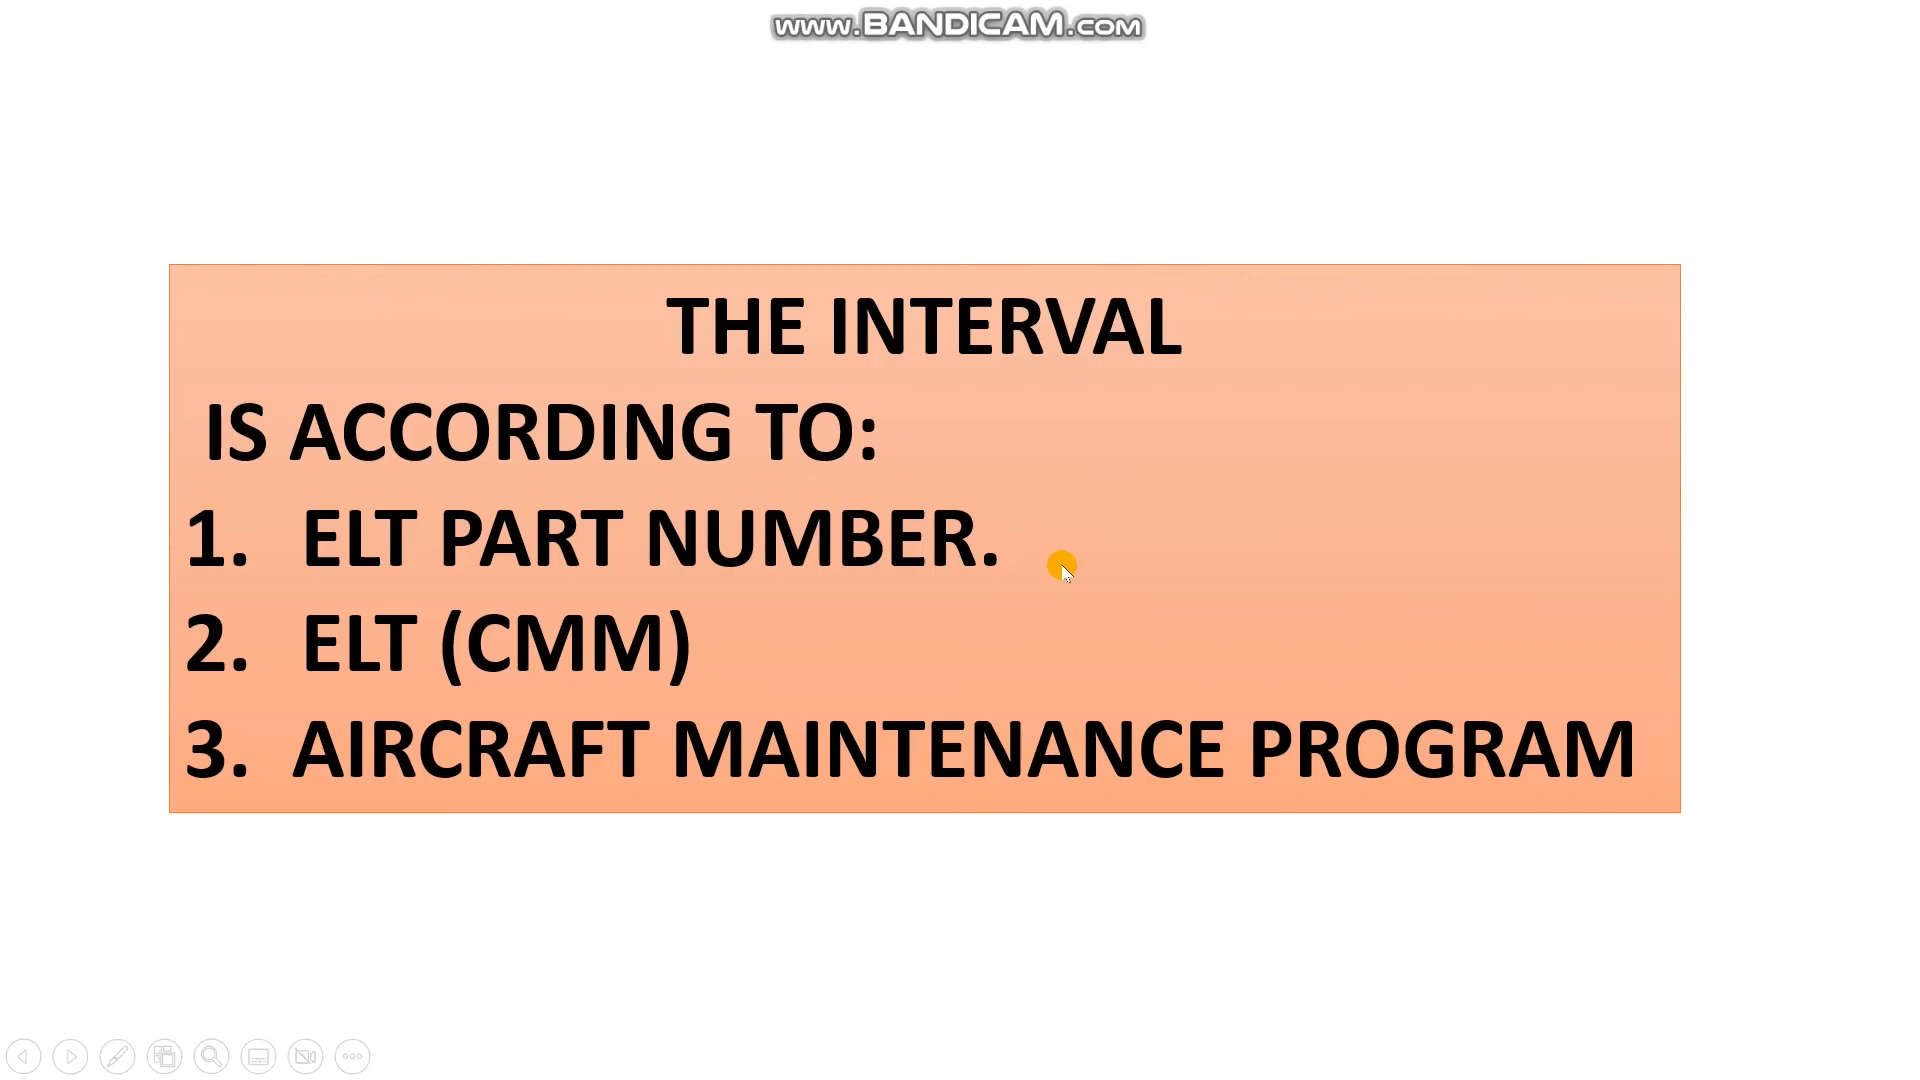 www.BANDICAM.com
THE INTERVAL
IS ACCORDING TO:
1. ELT PART NUMBER.
2. ELT (CMM)
3. AIRCRAFT MAINTENANCE PROGRAM